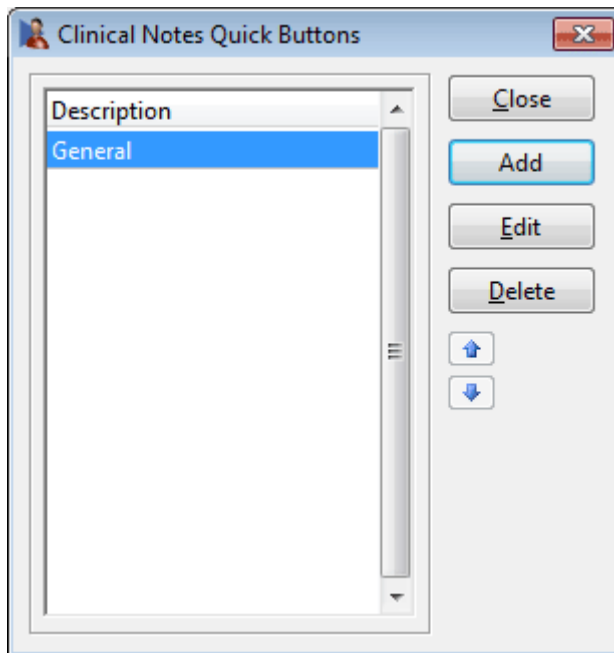 Clinical Notes Quick Buttons
Description
General
Close
Add
Edit
Delete